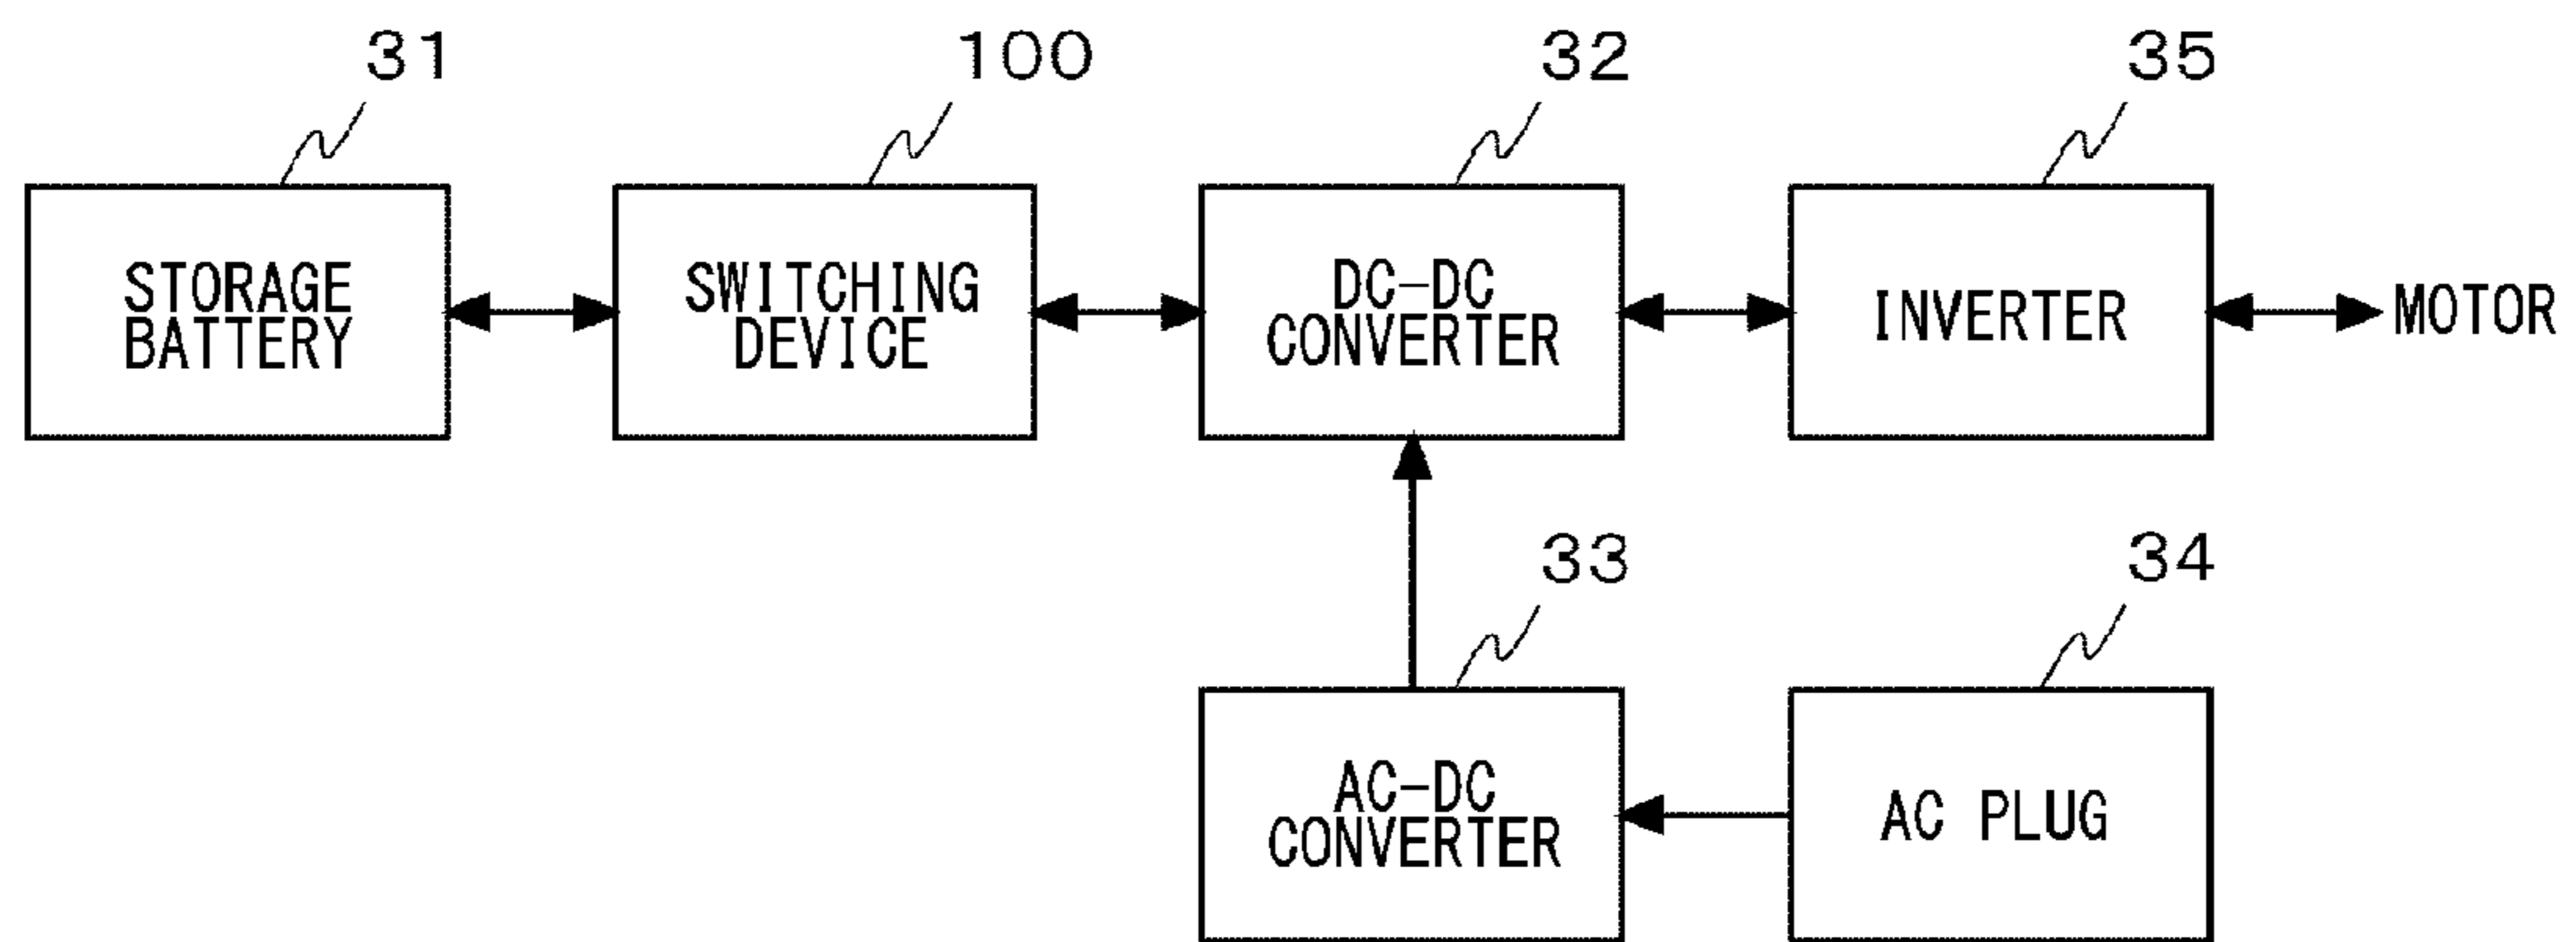 31
100
32
35
STORAGE
BATTERY
SWITCHING
DEVICE
DC-DC
CONVERTER
INVERTER
MOTOR
33
34
AC-DC
CONVERTER
AC PLUG